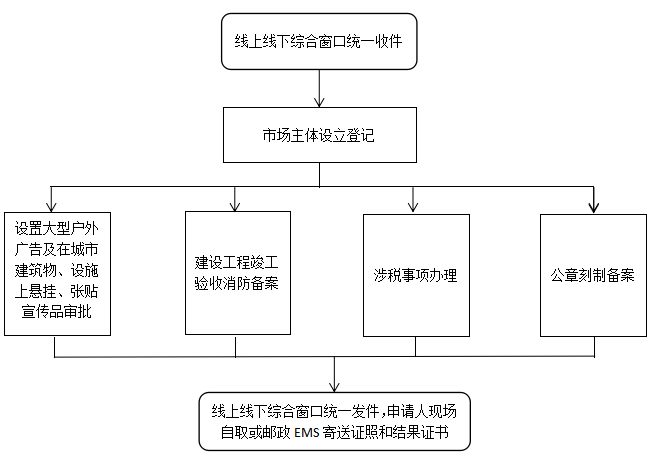 线上线下综合窗口统一收件
市场主体设立登记
设置大型户外
广告及在城市
建筑物、设施
上悬挂、张贴
宣传品审批
建设工程竣工
验收消防备案
涉税事项办理
公章刻制备案
线上线下综合窗口统一发件,申请人现场
自取或邮政 EMS 寄送证照和结果证书